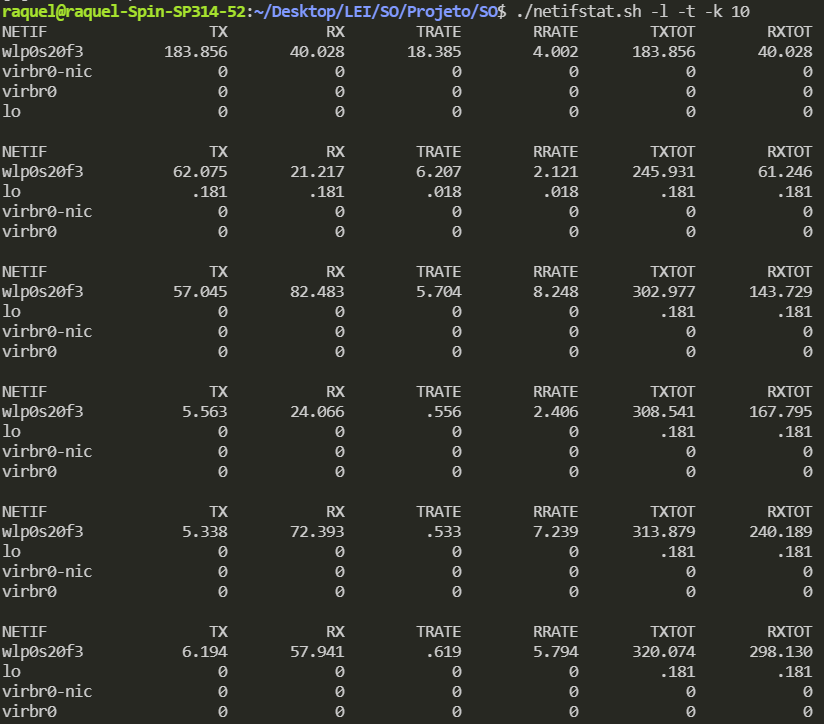 raquel@raquel-Spin-SP314-52:~/Desktop/LEI/SO/Projeto/SO$ ./netifstat.sh -l -t -k 10
NETIF TX RX TRATE RRATE TXTOT RXTOT
wlp0s20f3 183.856 40.028 18.385 4.002 183.856 40.028
virbr0-nic 0 0 0 0 0 0
virbr0 0 0 0 0 0 0
lo 0 0 0 0 0 0
NETIF TX RX TRATE RRATE TXTOT RXTOT
wlp0s20f3 62.075 21.217 6.207 2.121 245.931 61.246
lo .181 .181 .018 .018 .181 .181
virbr0-nic 0 0 0 0 0 0
virbr0 0 0 0 0 0 0
NETIF TX RX TRATE RRATE TXTOT RXTOT
wlp0s20f3 57.045 82.483 5.704 8.248 302.977 143.729
lo 0 0 0 0 .181 .181
virbr0-nic 0 0 0 0 0 0
virbr0 0 0 0 0 0 0
NETIF TX RX TRATE RRATE TXTOT RXTOT
wlp0s20f3 5.563 24.066 .556 2.406 308.541 167.795
lo 0 0 0 0 .181 .181
virbr0-nic 0 0 0 0 0 0
virbr0 0 0 0 0 0 0
NETIF TX RX TRATE RRATE TXTOT RXTOT
wlp0s20f3 5.338 72.393 .533 7.239 313.879 240.189
lo 0 0 0 0 .181 .181
virbr0-nic 0 0 0 0 0 0
virbr0 0 0 0 0 0 0
NETIF TX RX TRATE RRATE TXTOT RXTOT
wlp0s20f3 6.194 57.941 .619 5.794 320.074 298.130
lo 0 0 0 0 .181 .181
virbr0-nic 0 0 0 0 0 0
virbr0 0 0 0 0 0 0